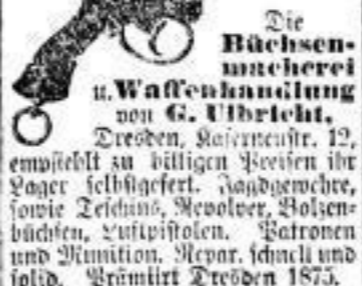 Die
Büchsen-
macherei
u. Waffenhandlung
von G. Ulbricht,
Dresden, Kasernenstr. 12,
empfiehlt zu billigen Preisen ihr
Lager selbstgefert. Jagdgewehre,
sowie Teschins, Revolver, Bolzen-
büchsen, Luftpistolen. Patronen
und Munition. Repar. schnell und
solid. Prämiirt Dresden 1875.